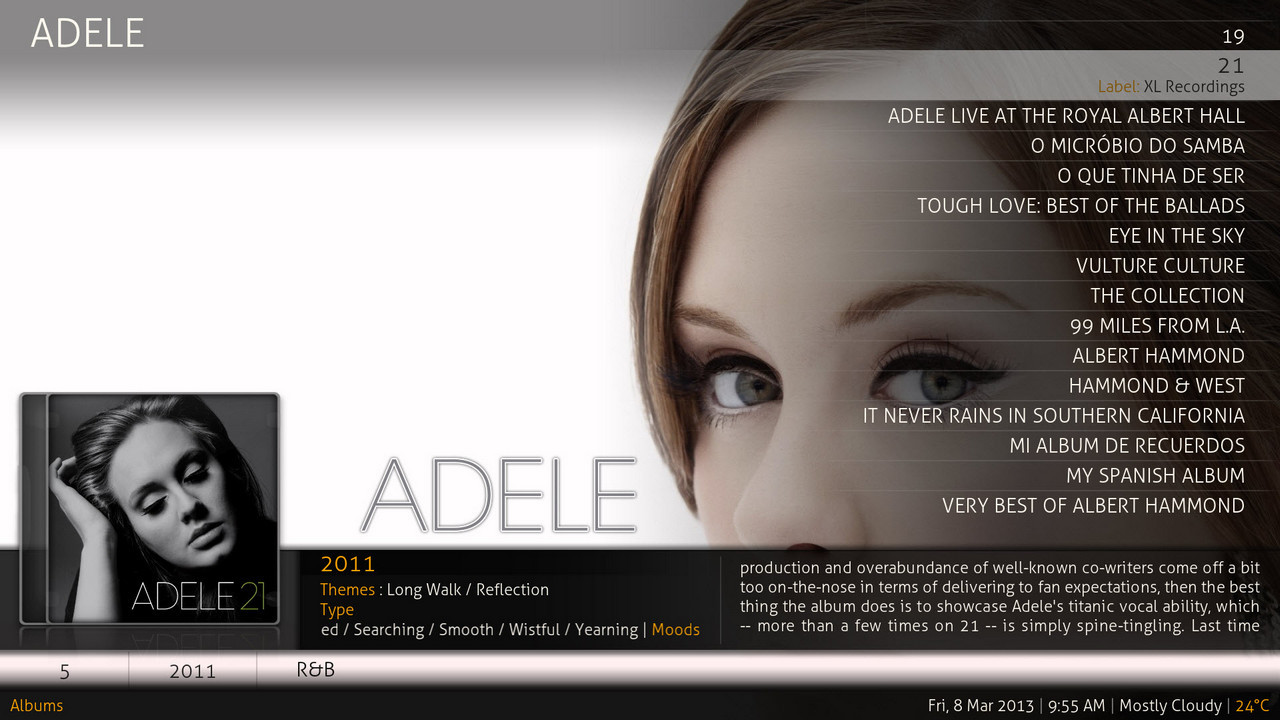 ADELE
19
21
Label: XL Recordings
ADELE LIVE AT THE ROYAL ALBERT HALL
O MICRÓBIO DO SAMBA
O QUE TINHA DE SER
TOUGH LOVE: BEST OF THE BALLADS
EYE IN THE SKY
VULTURE CULTURE
THE COLLECTION
99 MILES FROM L.A.
ALBERT HAMMOND
HAMMOND & WEST
IT NEVER RAINS IN SOUTHERN CALIFORNIA
MI ALBUM DE RECUERDOS
MY SPANISH ALBUM
VERY BEST OF ALBERT HAMMOND
ADELE
ADELE 21
2011
Themes : Long Walk / Reflection
Type
ed / Searching / Smooth / Wistful / Yearning | Moods
production and overabundance of well-known co-writers come off a bit
too on-the-nose in terms of delivering to fan expectations, then the best
thing the album does is to showcase Adele's titanic vocal ability, which
-- more than a few times on 21 -- is simply spine-tingling. Last time
5 2011 R&B
Albums
Fri, 8 Mar 2013 | 9:55 AM | Mostly Cloudy | 24°C